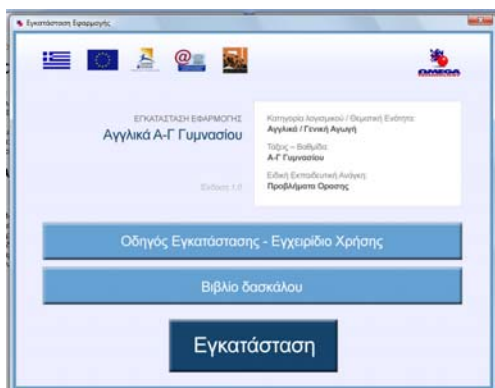 Εγκατάσταση Εφαρμογής
OMEGA
ΕΓΚΑΤΑΣΤΑΣΗ ΕΦΑΡΜΟΓΗΣ
Αγγλικά Α-Γ Γυμνασίου
Έκδοση 1.0
Κατηγορία λογισμικού / Θεματική Ενότητα:
Αγγλικά / Γενική Αγωγή
Τάξεις – Βαθμίδα:
Α-Γ Γυμνασίου
Ειδική Εκπαιδευτική Ανάγκη:
Προβλήματα Όρασης
Οδηγός Εγκατάστασης - Εγχειρίδιο Χρήσης
Βιβλίο δασκάλου
Εγκατάσταση